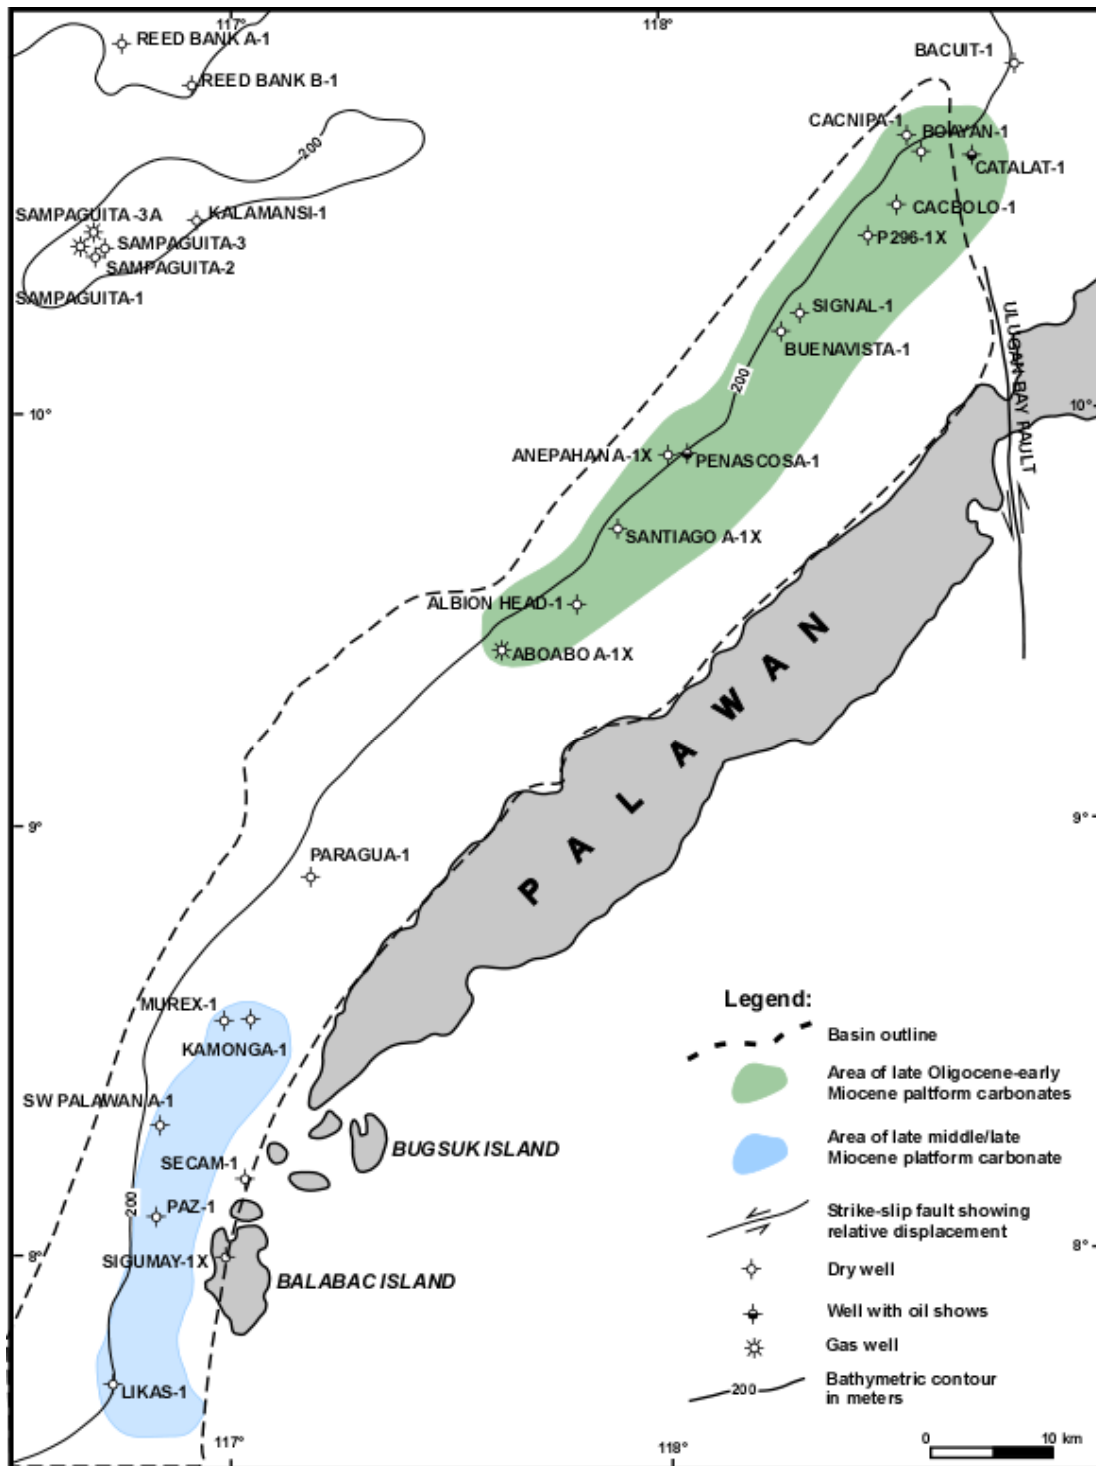 117°
118°
REED BANK A-1
BACUIT-1
REED BANK B-1
CACNIPA-1
BOAYAN-1
200
CATALAT-1
SAMPAGUITA -3A
KALAMANSI-1
CACBOLO-1
SAMPAGUITA-3
P296-1X
SAMPAGUITA-2
SAMPAGUITA-1
SIGNAL-1
ULUGAN BAY FAULT
BUENAVISTA-1
200
10°
10°
ANEPAHAN A-1X
PENASCOSA-1
SANTIAGO A-1X
ALBION HEAD-1
ABOABO A-1X
PALAWAN
9°
9°
PARAGUA-1
MUREX-1
KAMONGA-1
SW PALAWAN A-1
BUGSUK ISLAND
SECAM-1
200
PAZ-1
8°
8°
SIGUMAY-1X
BALABAC ISLAND
LIKAS-1
117°
118°
Legend:
Basin outline
Area of late Oligocene-early
Miocene paltform carbonates
Area of late middle/late
Miocene platform carbonate
Strike-slip fault showing
relative displacement
Dry well
Well with oil shows
Gas well
200
Bathymetric contour
in meters
0
10 km